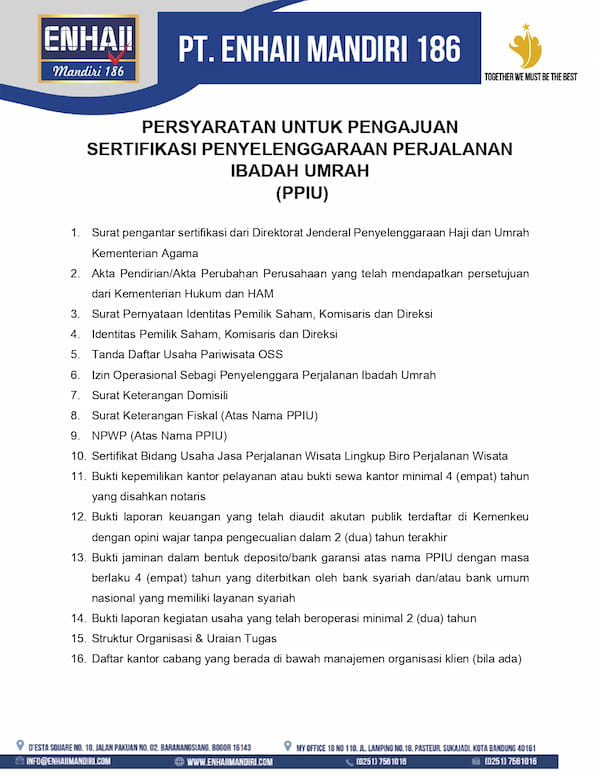 ENHAII
Mandiri 186
PT. ENHAII MANDIRI 186
TOGETHER WE MUST BE THE BEST
PERSYARATAN UNTUK PENGAJUAN
SERTIFIKASI PENYELENGGARAAN PERJALANAN
IBADAH UMRAH
(PPIU)
1. Surat pengantar sertifikasi dari Direktorat Jenderal Penyelenggaraan Haji dan Umrah
Kementerian Agama
2. Akta Pendirian/Akta Perubahan Perusahaan yang telah mendapatkan persetujuan
dari Kementerian Hukum dan HAM
3. Surat Pernyataan Identitas Pemilik Saham, Komisaris dan Direksi
4. Identitas Pemilik Saham, Komisaris dan Direksi
5. Tanda Daftar Usaha Pariwisata OSS
6. Izin Operasional Sebagai Penyelenggara Perjalanan Ibadah Umrah
7. Surat Keterangan Domisili
8. Surat Keterangan Fiskal (Atas Nama PPIU)
9. NPWP (Atas Nama PPIU)
10. Sertifikat Bidang Usaha Jasa Perjalanan Wisata Lingkup Biro Perjalanan Wisata
11. Bukti kepemilikan kantor pelayanan atau bukti sewa kantor minimal 4 (empat) tahun
yang disahkan notaris
12. Bukti laporan keuangan yang telah diaudit akutan publik terdaftar di Kemenkeu
dengan opini wajar tanpa pengecualian dalam 2 (dua) tahun terakhir
13. Bukti jaminan dalam bentuk deposito/bank garansi atas nama PPIU dengan masa
berlaku 4 (empat) tahun yang diterbitkan oleh bank syariah dan/atau bank umum
nasional yang memiliki layanan syariah
14. Bukti laporan kegiatan usaha yang telah beroperasi minimal 2 (dua) tahun
15. Struktur Organisasi & Uraian Tugas
16. Daftar kantor cabang yang berada di bawah manajemen organisasi klien (bila ada)
D'ESTA SQUARE NO. 10, JALAN PAKUAN NO. 02. BARANANGSIANG. BOGOR 16143
MY OFFICE 18 NO 110. JL. LAMPING NO.18. PASTEUR. SUKAJADI. KOTA BANDUNG 40161
INFO@ENHAIIMANDIRI.COM
WWW.ENHAIIMANDIRI.COM
(0251) 7561016
(0251) 7561016